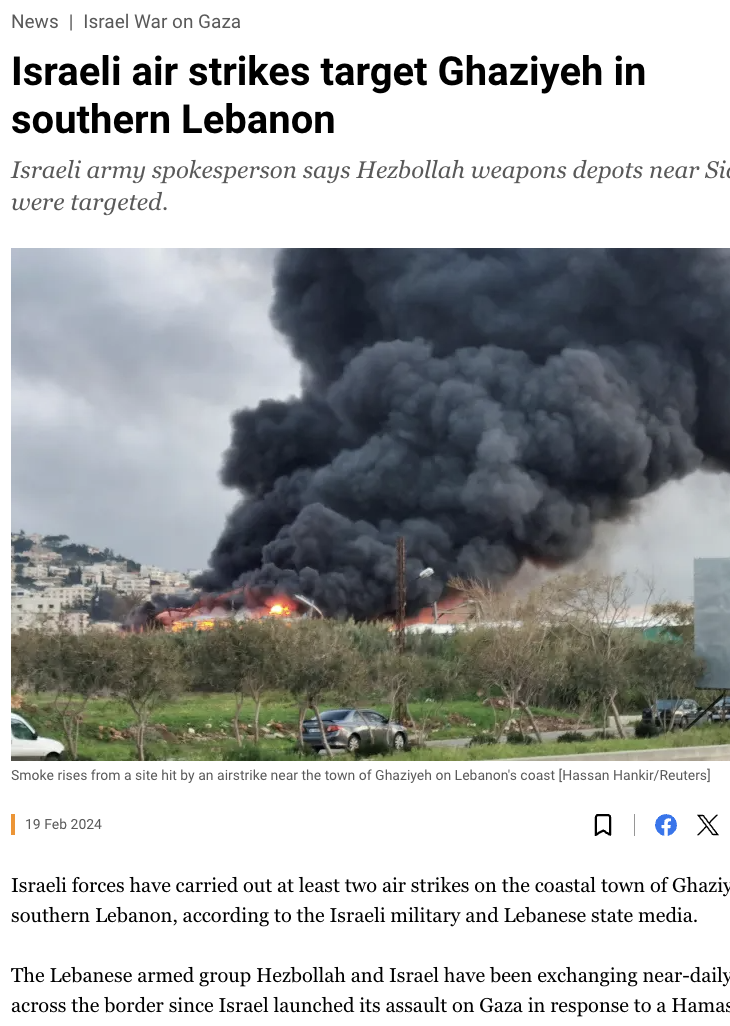 News | Israel War on Gaza
Israeli air strikes target Ghaziyeh in
southern Lebanon
Israeli army spokesperson says Hezbollah weapons depots near
were targeted.
Smoke rises from a site hit by an airstrike near the town of Ghaziyeh on Lebanon's coast [Hassan Hankir/Reuters]
19 Feb 2024
Israeli forces have carried out at least two air strikes on the coastal town of
southern Lebanon, according to the Israeli military and Lebanese state media.
The Lebanese armed group Hezbollah and Israel have been exchanging near-daily
across the border since Israel launched its assault on Gaza in response to a Hamas